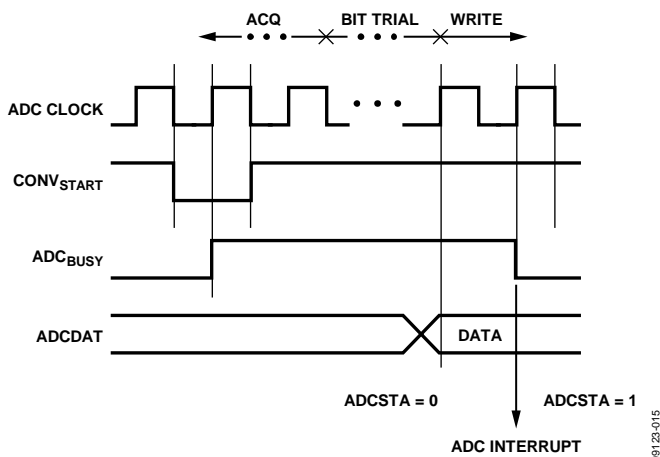 ACQ BIT TRIAL WRITE
ADC CLOCK
CONVSTART
ADCBUSY
ADCDAT
DATA
ADCSTA = 0
ADCSTA = 1
ADC INTERRUPT
09123-015